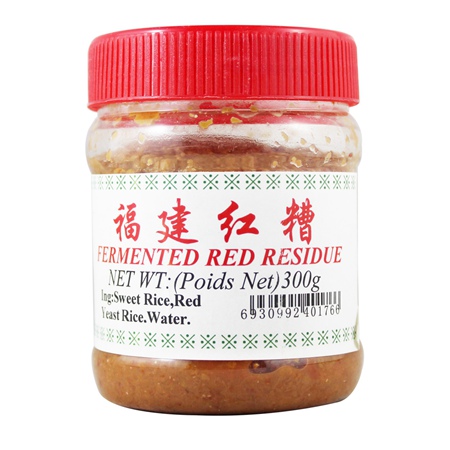 福建红糟
FERMENTED RED RESIDUE
NET WT:(Poids Net)300g
Ing:Sweet Rice,Red
Yeast Rice.Water.
6930992401766